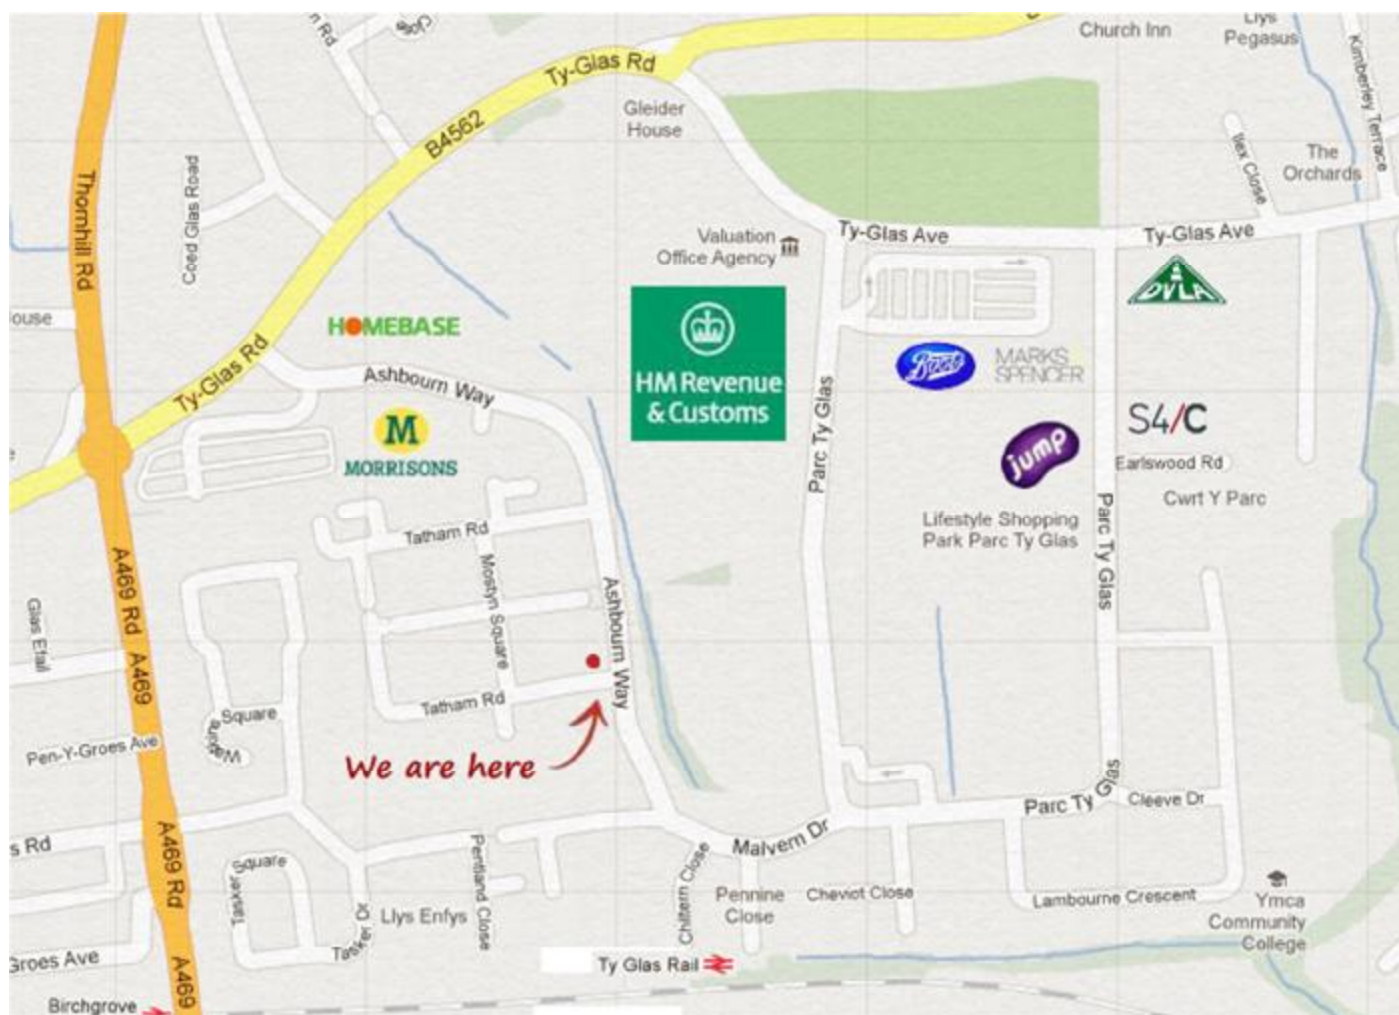 Close
n Rd
Ty-Glas Rd
Church Inn
Llys
Pegasus
Kimberley Terrace
Gleider
House
B4562
Ilex Close
The
Orchards
Coed Glas Road
Thornhill Rd
Valuation
Office Agency
Ty-Glas Ave
Ty-Glas Ave
DVLA
ouse
HOMEBASE
HM Revenue
& Customs
Boots
MARKS
SPENCER
Ty-Glas Rd
Ashbourn Way
Parc Ty Glas
M
MORRISONS
jump
S4/C
Earlswood Rd
Cwrt Y Parc
Lifestyle Shopping
Park Parc Ty Glas
Parc Ty Glas
Tatham Rd
Mostyn Square
A469 Rd
A469
Glas Efail
Ashbourn Way
Tatham Rd
Square
Pen-Y-Groes Ave
We are here
Parc Ty Glas
Cleeve Dr
s Rd
A469 Rd
Malvern Dr
Square
Pentland Close
Chiltern Close
Pennine
Close
Cheviot Close
Lambourne Crescent
Ymca
Community
College
Llys Enfys
Tasker Dr
Groes Ave
A469
Ty Glas Rail
Birchgrove